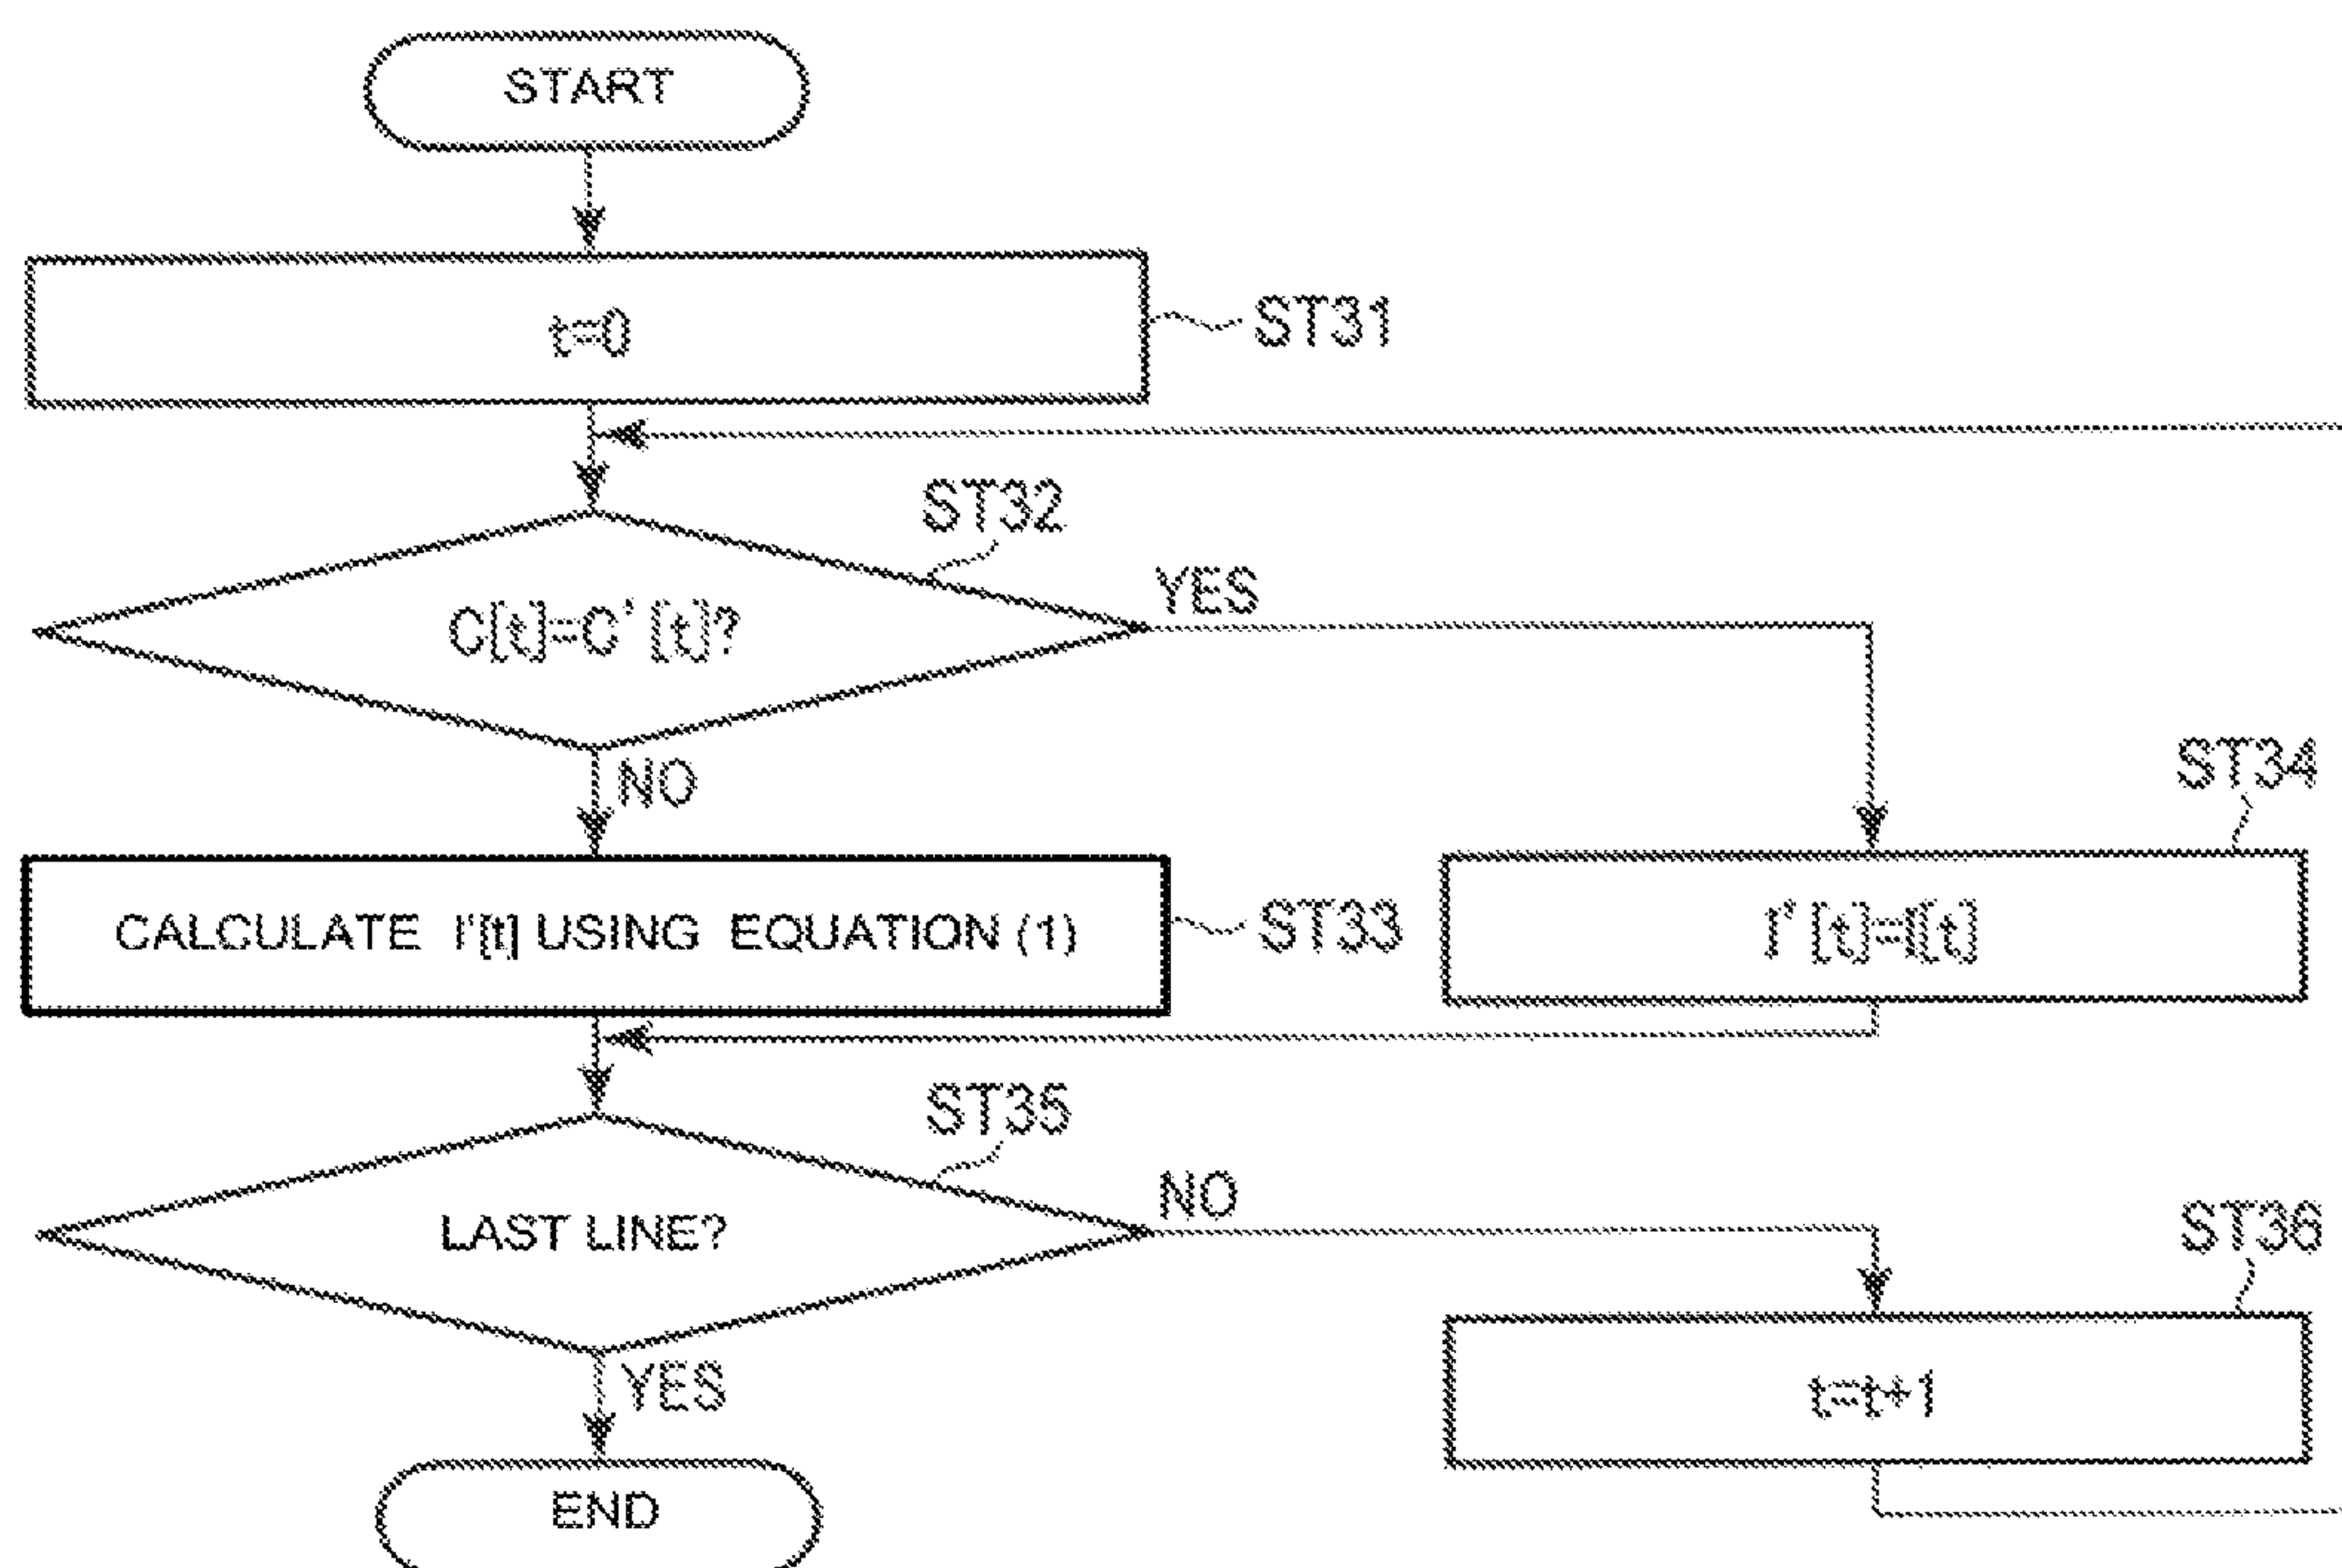 START
t=0
ST31
ST32
C[t]=C' [t]?
YES
NO
ST34
CALCULATE I'[t] USING EQUATION (1)
ST33
I' [t]=I[t]
ST35
LAST LINE?
NO
ST36
YES
t=t+1
END